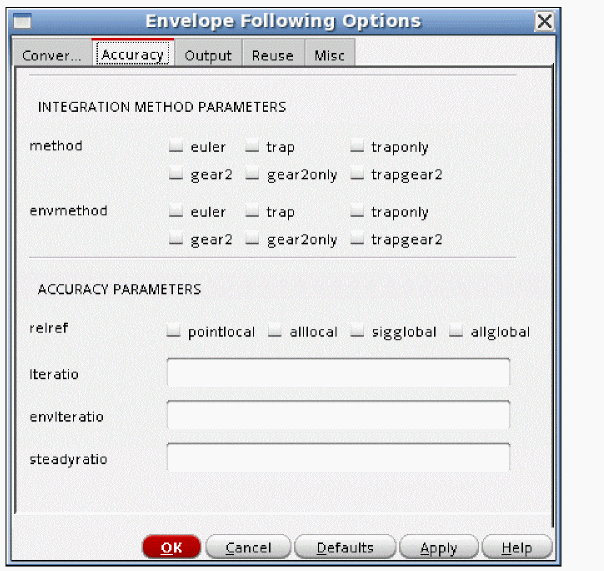 Envelope Following Options
Conver... Accuracy Output Reuse Misc
INTEGRATION METHOD PARAMETERS
method euler trap traponly
gear2 gear2only trapgear2
envmethod euler trap traponly
gear2 gear2only trapgear2
ACCURACY PARAMETERS
relref pointlocal alllocal sigglobal allglobal
lteratio
envlteratio
steadyratio
OK Cancel Defaults Apply Help